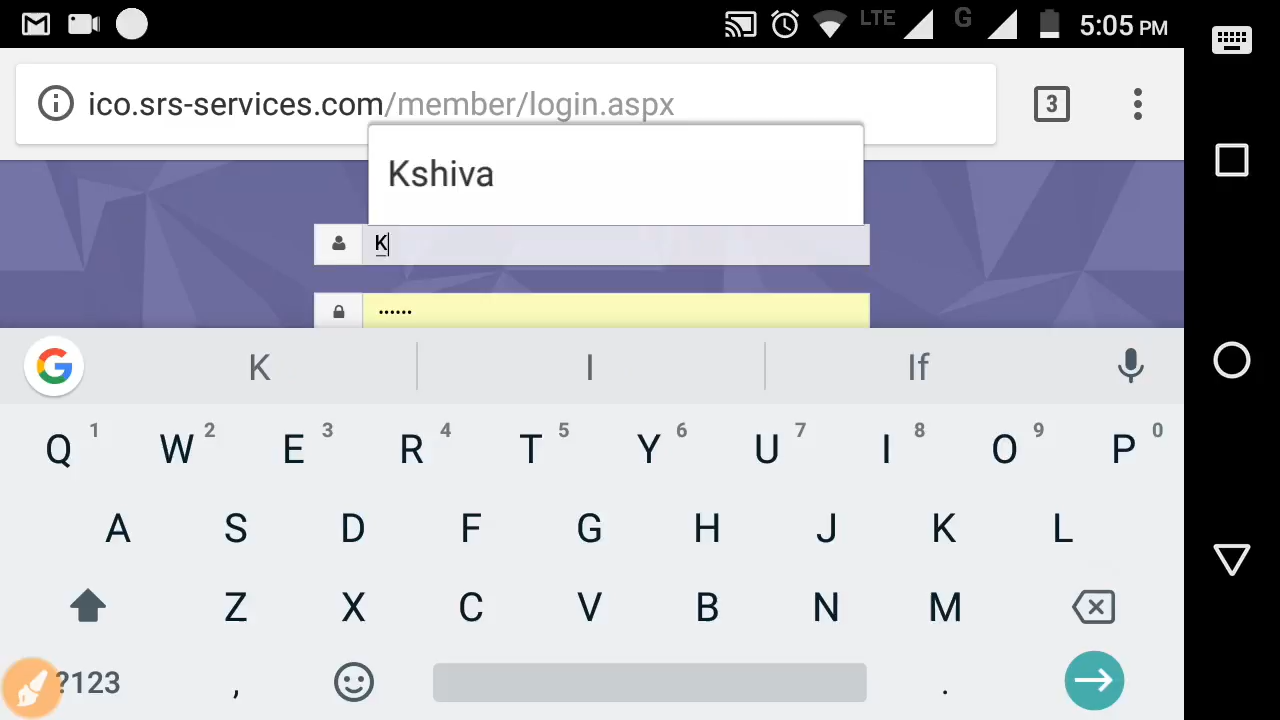 LTE G 5:05 PM
ico.srs-services.com/member/login.aspx 3
Kshiva
K
••••••
K I If
Q 1 W 2 E 3 R 4 T 5 Y 6 U 7 I 8 O 9 P 0
A S D F G H J K L
Z X C V B N M
?123 , .